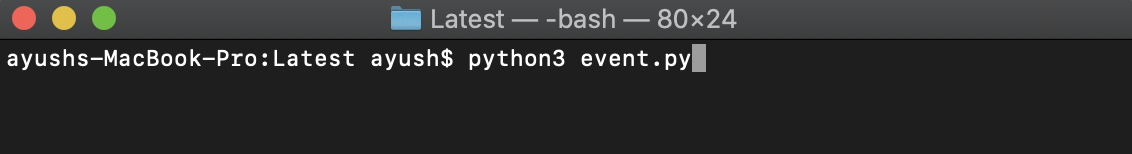 Latest — -bash — 80×24
ayushs-MacBook-Pro:Latest ayush$ python3 event.py